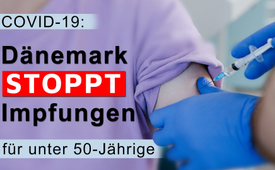 COVID-19:
Dänemark
STOPPT
Impfungen
für unter 50-Jährige